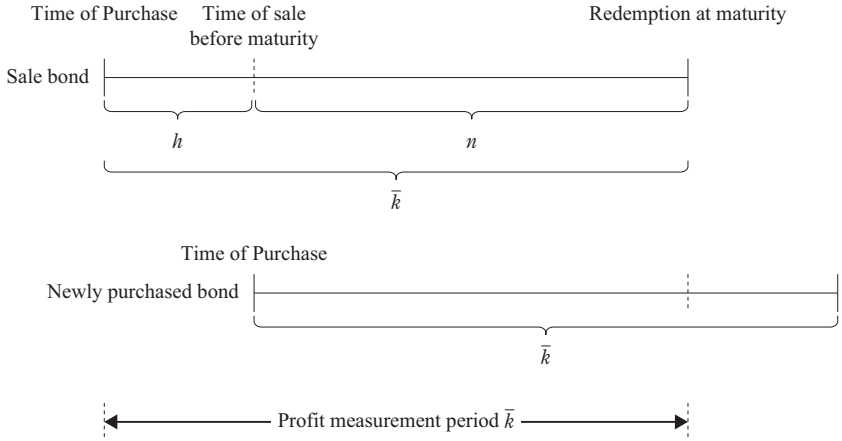 Time of Purchase
Time of sale
before maturity
Redemption at maturity
Sale bond
h
n
k̄
Time of Purchase
Newly purchased bond
k̄
Profit measurement period k̄